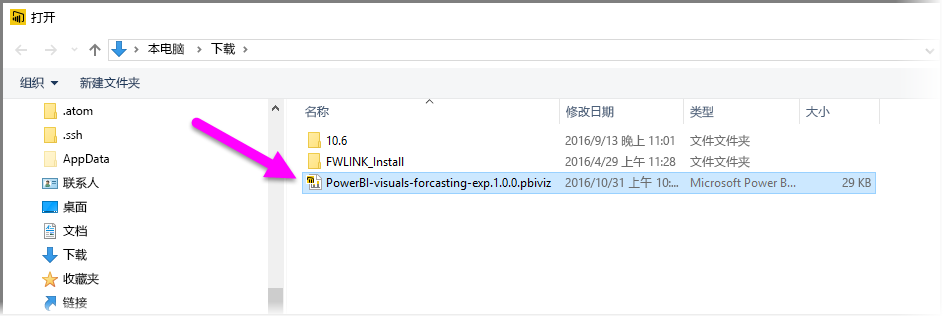 打开
本电脑 下载
组织 新建文件夹
.atom
.ssh
AppData
联系人
桌面
文档
下载
收藏夹
链接
名称 修改日期 类型 大小
10.6 2016/9/13 晚上 11:01 文件文件夹
FWLINK_Install 2016/4/29 上午 11:28 文件文件夹
PowerBI-visuals-forcasting-exp.1.0.0.pbiviz 2016/10/31 上午 10:... Microsoft Power B... 29 KB